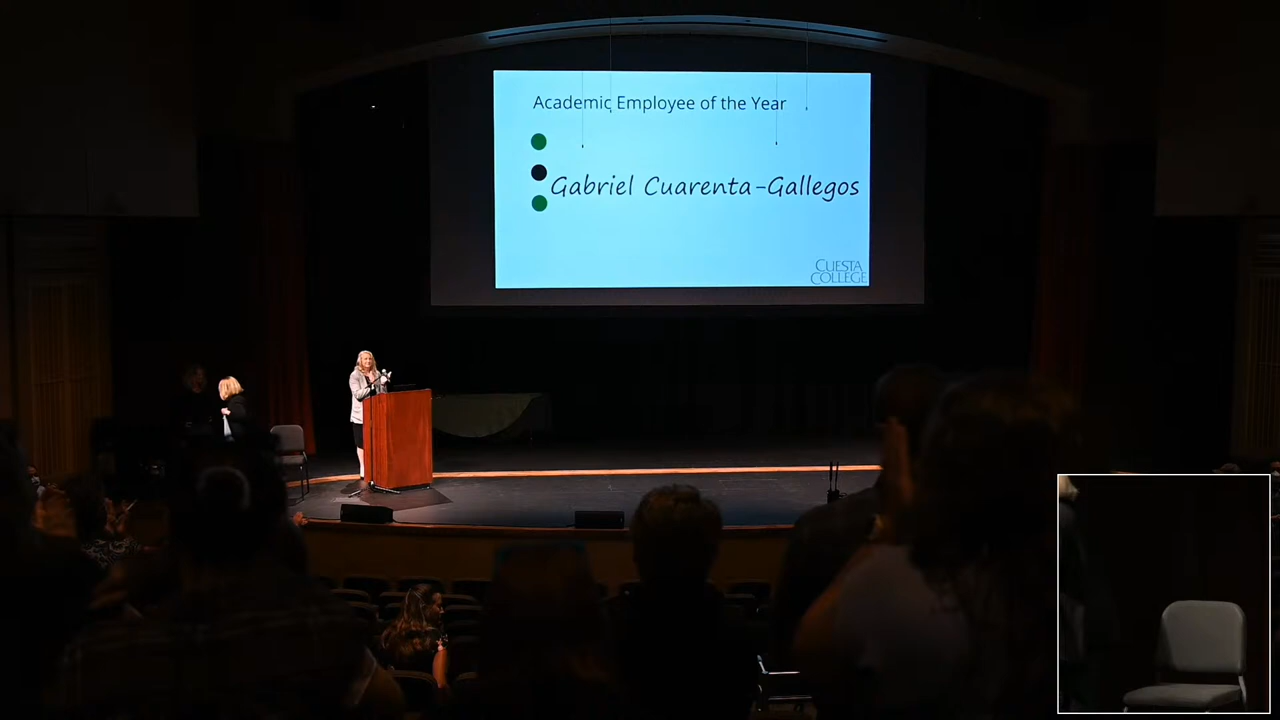 Academic Employee of the Year
Gabriel Cuarenta-Gallegos
CUESTA
COLLEGE